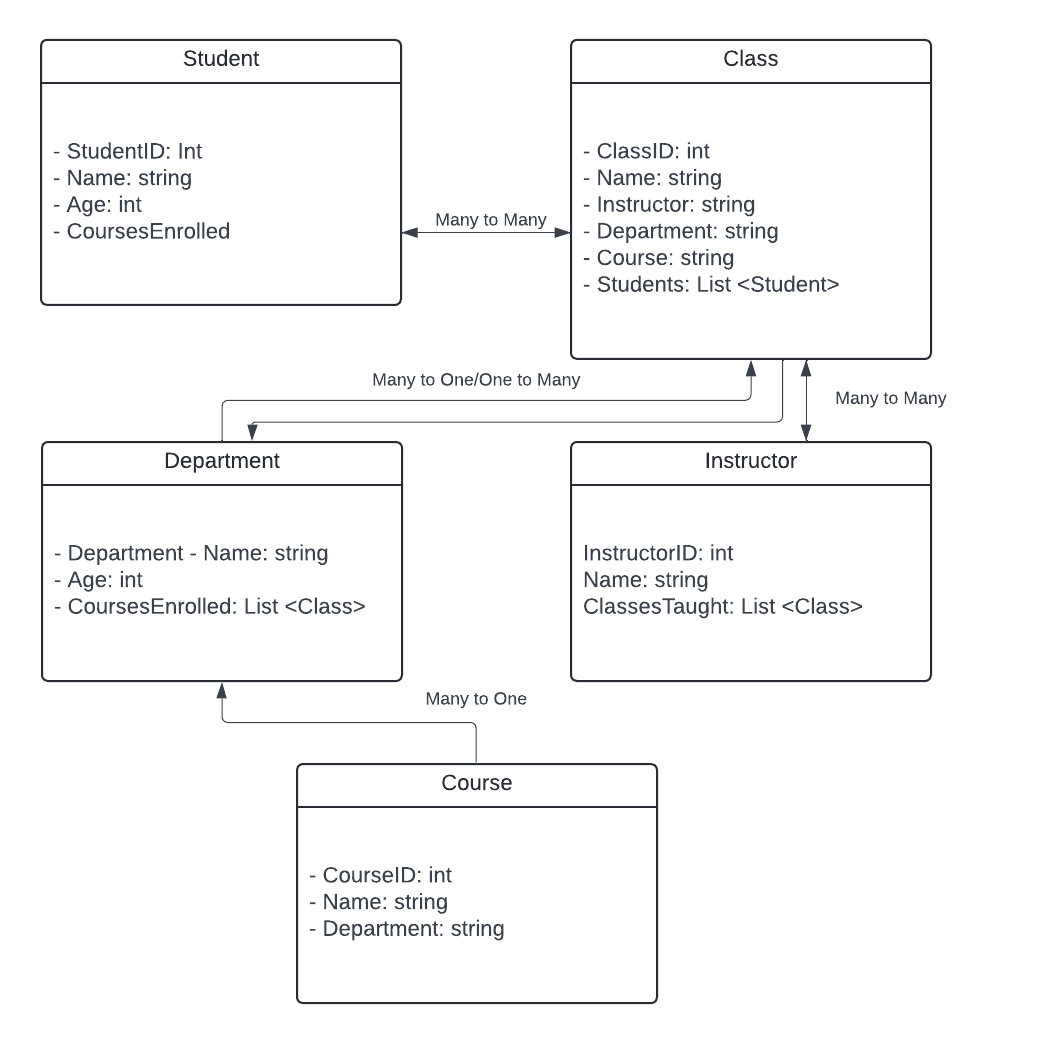 Student
- StudentID: Int
- Name: string
- Age: int
- CoursesEnrolled
Many to Many
Class
- ClassID: int
- Name: string
- Instructor: string
- Department: string
- Course: string
- Students: List <Student>
Many to One/One to Many
Many to Many
Department
- Department - Name: string
- Age: int
- CoursesEnrolled: List <Class>
Instructor
InstructorID: int
Name: string
ClassesTaught: List <Class>
Many to One
Course
- CourseID: int
- Name: string
- Department: string